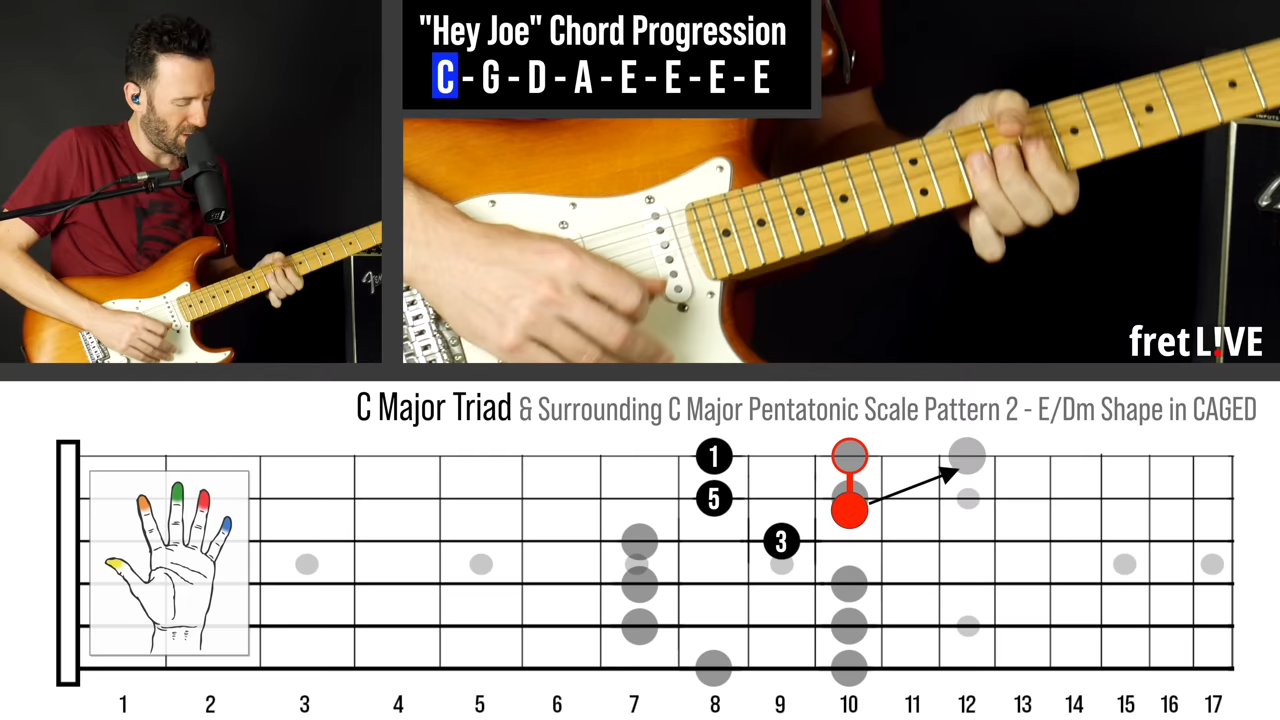 "Hey Joe" Chord Progression
C - G - D - A - E - E - E - E
fret L!VE
C Major Triad & Surrounding C Major Pentatonic Scale Pattern 2 - E/Dm Shape in CAGED
1
5
3
1 2 3 4 5 6 7 8 9 10 11 12 13 14 15 16 17